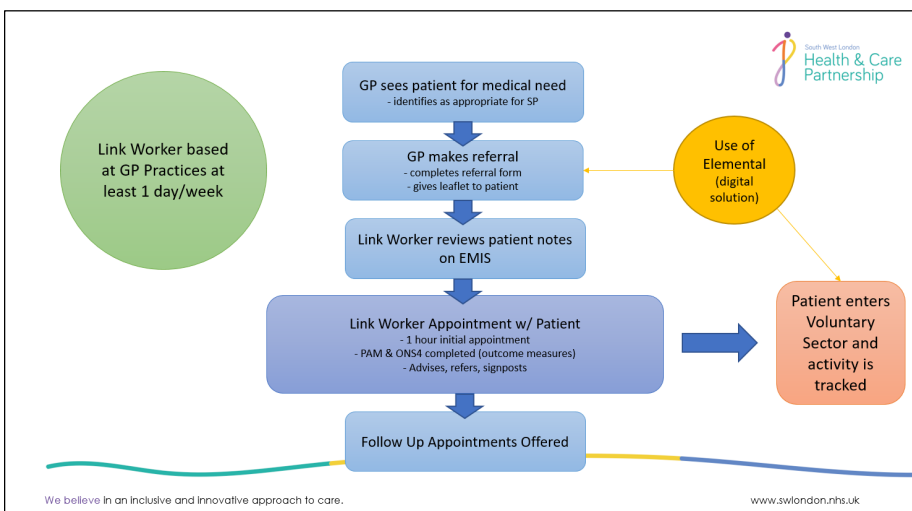 South West London
Health & Care
Partnership
GP sees patient for medical need
- identifies as appropriate for SP
Link Worker based
at GP Practices at
least 1 day/week
GP makes referral
- completes referral form
- gives leaflet to patient
Use of
Elemental
(digital
solution)
Link Worker reviews patient notes
on EMIS
Link Worker Appointment w/ Patient
- 1 hour initial appointment
- PAM & ONS4 completed (outcome measures)
- Advises, refers, signposts
Patient enters
Voluntary
Sector and
activity is
tracked
Follow Up Appointments Offered
We believe in an inclusive and innovative approach to care.
www.swlondon.nhs.uk